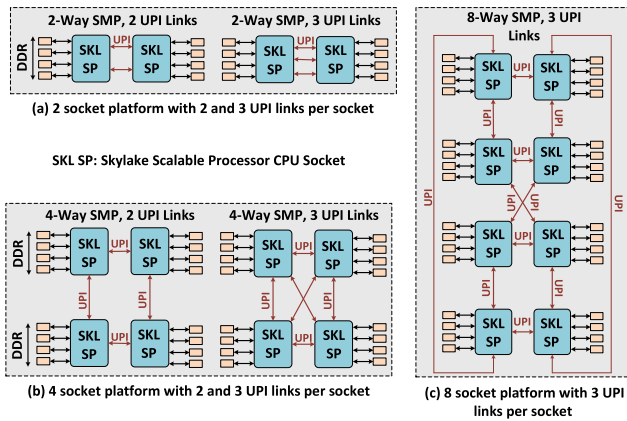 2-Way SMP, 2 UPI Links
2-Way SMP, 3 UPI Links
DDR
SKL SP
UPI
SKL SP
SKL SP
UPI
SKL SP
(a) 2 socket platform with 2 and 3 UPI links per socket
SKL SP: Skylake Scalable Processor CPU Socket
4-Way SMP, 2 UPI Links
4-Way SMP, 3 UPI Links
DDR
SKL SP
UPI
SKL SP
SKL SP
UPI
SKL SP
UPI
UPI
UPI
UPI
DDR
SKL SP
UPI
SKL SP
SKL SP
UPI
SKL SP
(b) 4 socket platform with 2 and 3 UPI links per socket
8-Way SMP, 3 UPI
Links
SKL SP
UPI
SKL SP
UPI
UPI
SKL SP
UPI
SKL SP
UPI
UPI
UPI
UPI
SKL SP
UPI
SKL SP
UPI
UPI
SKL SP
UPI
SKL SP
(c) 8 socket platform with 3 UPI
links per socket